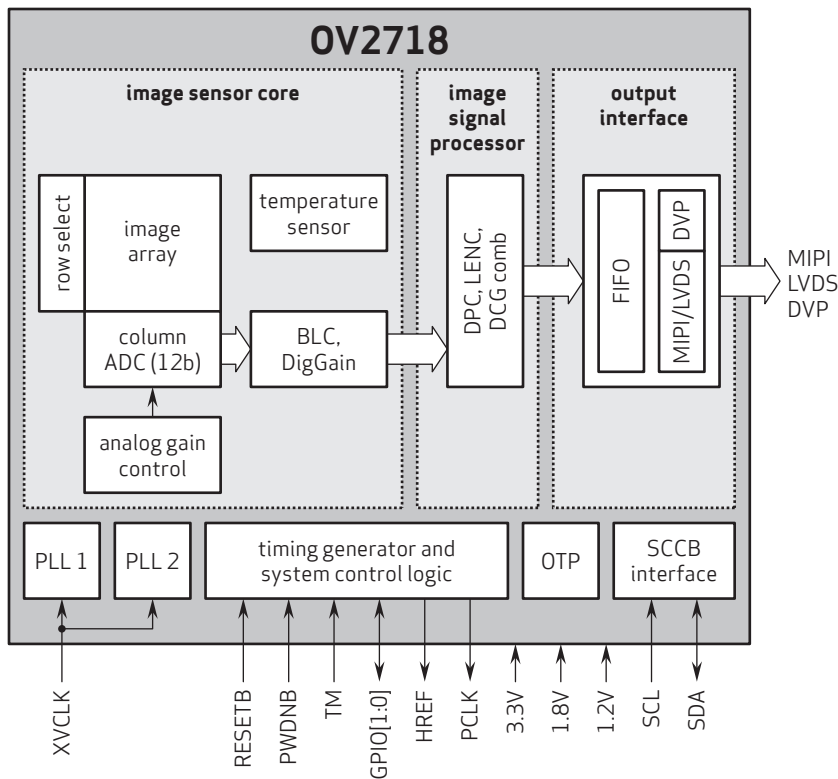 OV2718
image sensor core
image
signal
processor
output
interface
row select
image
array
temperature
sensor
column
ADC (12b)
BLC,
DigGain
analog gain
control
DPC, LENC,
DCG comb
FIFO
DVP
MIPI/LVDS
MIPI
LVDS
DVP
PLL 1
PLL 2
timing generator and
system control logic
OTP
SCCB
interface
XVCLK
RESETB
PWDNB
TM
GPIO[1:0]
HREF
PCLK
3.3V
1.8V
1.2V
SCL
SDA